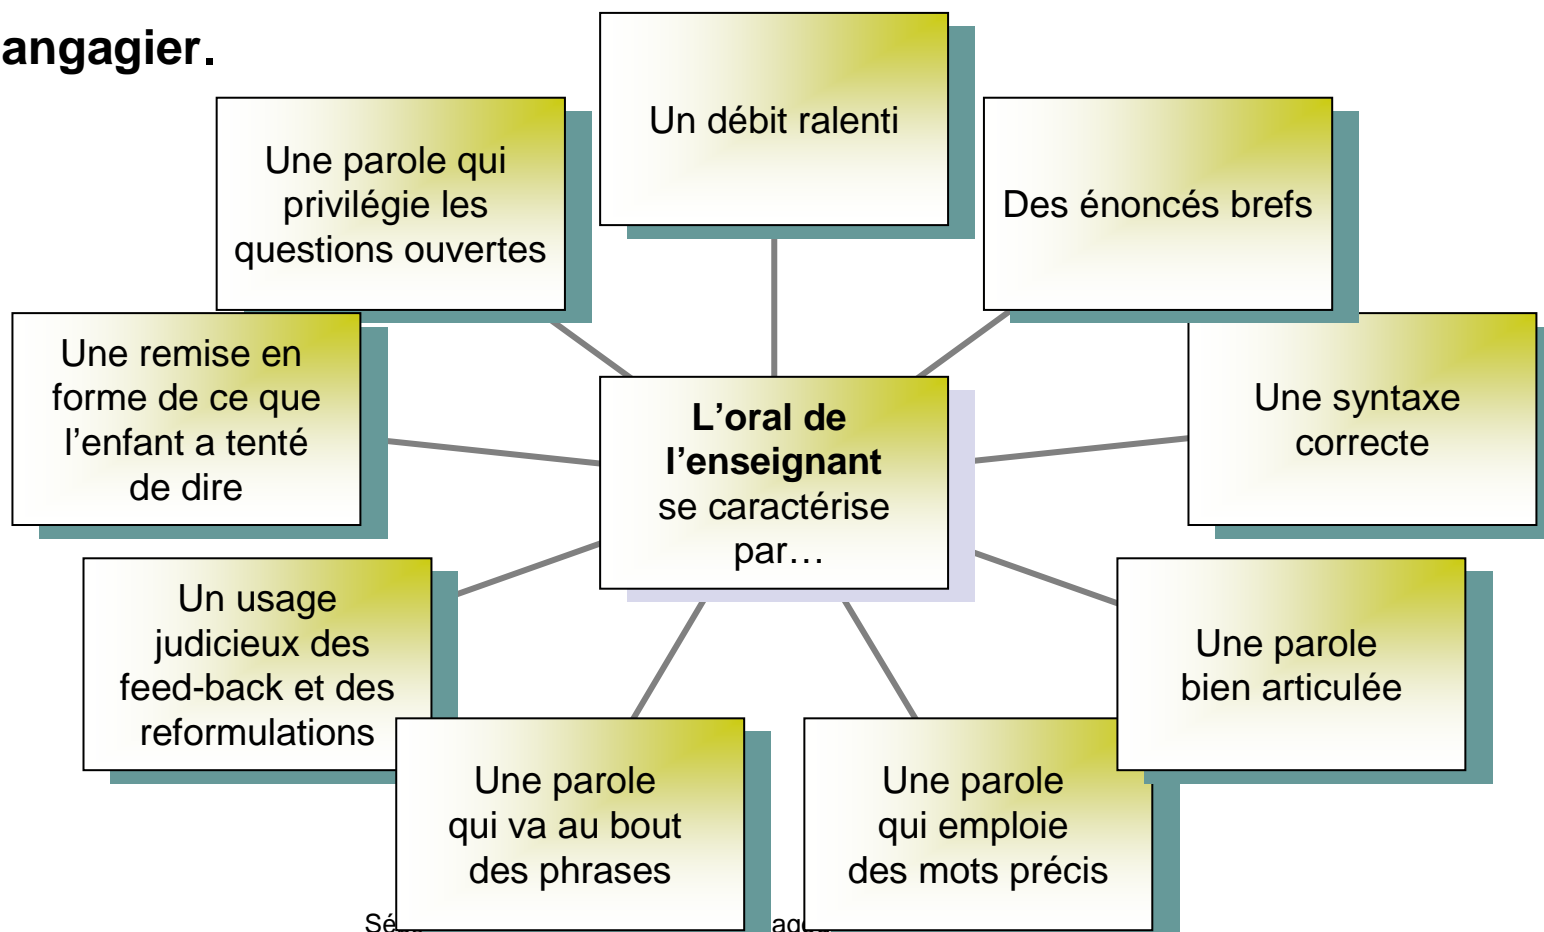 angagier.
Un débit ralenti
Des énoncés brefs
Une syntaxe
correcte
Une parole
bien articulée
Une parole
qui emploie
des mots précis
Une parole
qui va au bout
des phrases
Un usage
judicieux des
feed-back et des
reformulations
Une remise en
forme de ce que
l'enfant a tenté
de dire
Une parole qui
privilégie les
questions ouvertes
L'oral de
l'enseignant
se caractérise
par…